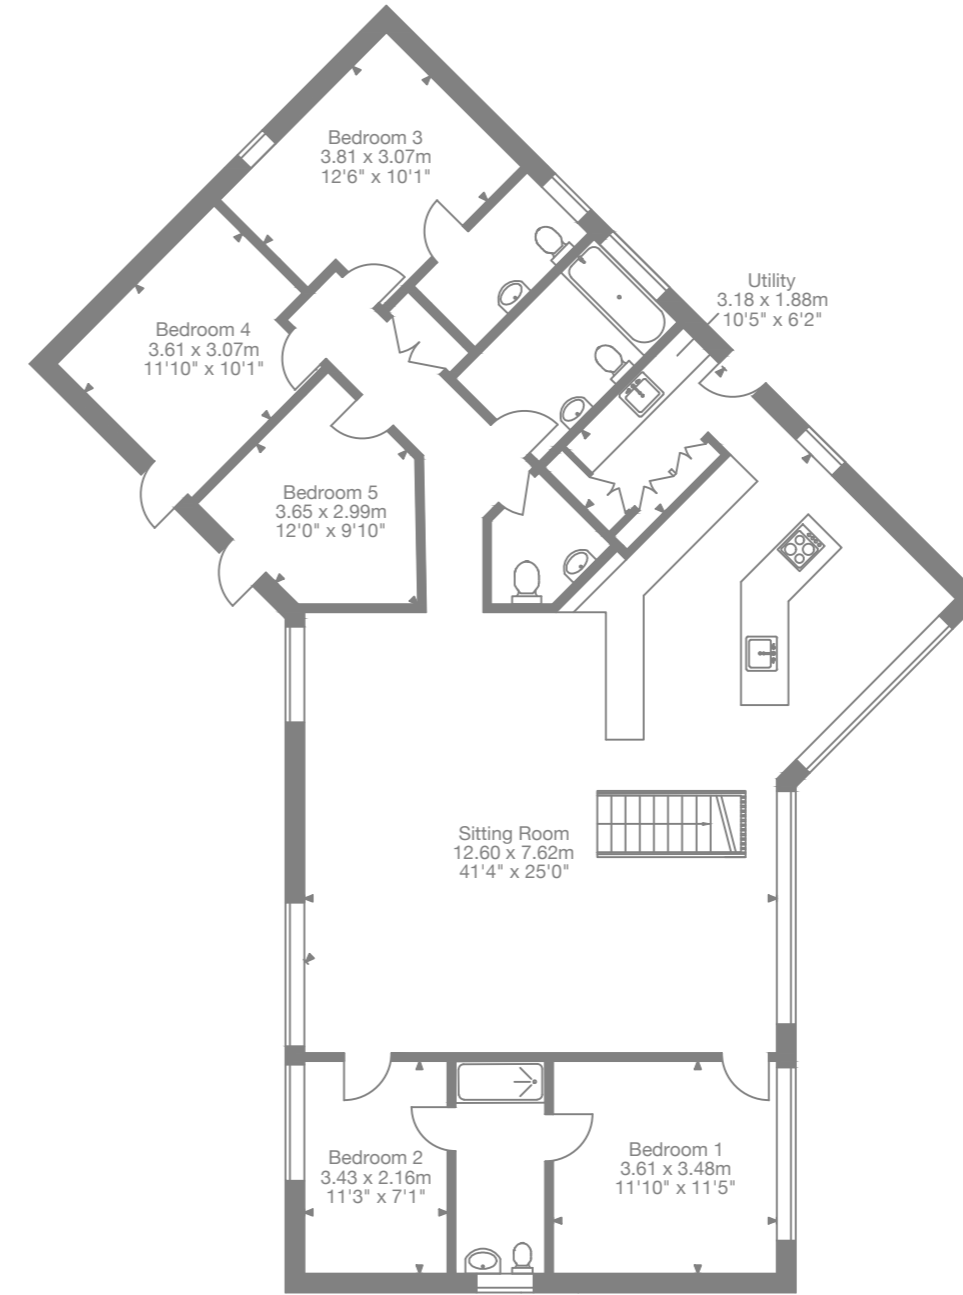 Bedroom 3
3.81 x 3.07m
12'6" x 10'1"
Utility
3.18 x 1.88m
10'5" x 6'2"
Bedroom 4
3.61 x 3.07m
11'10" x 10'1"
Bedroom 5
3.65 x 2.99m
12'0" x 9'10"
Sitting Room
12.60 x 7.62m
41'4" x 25'0"
Bedroom 2
3.43 x 2.16m
11'3" x 7'1"
Bedroom 1
3.61 x 3.48m
11'10" x 11'5"